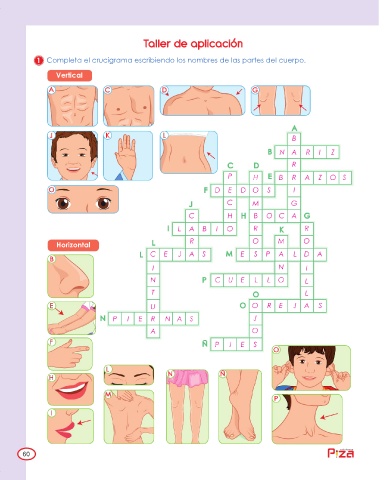 Taller de aplicación
1 Completo el crucigrama escribiendo los nombres de las partes del cuerpo.
Vertical
A C D G
J K L
O
Horizontal
B
E
F
H
I
L
M
N
Ñ
O
P
A
B
B N A R I Z
C D R
P H E B R A Z O S
F D E D O S I
J C M G
C H H B O C A G
I L A B I O R K R
L R O M O
L C E J A S M E S P A L D A
I N I
N P C U E L L O L
T O L
U O O R E J A S
N P I E R N A S J
A O
Ñ P I E S
60
Piza